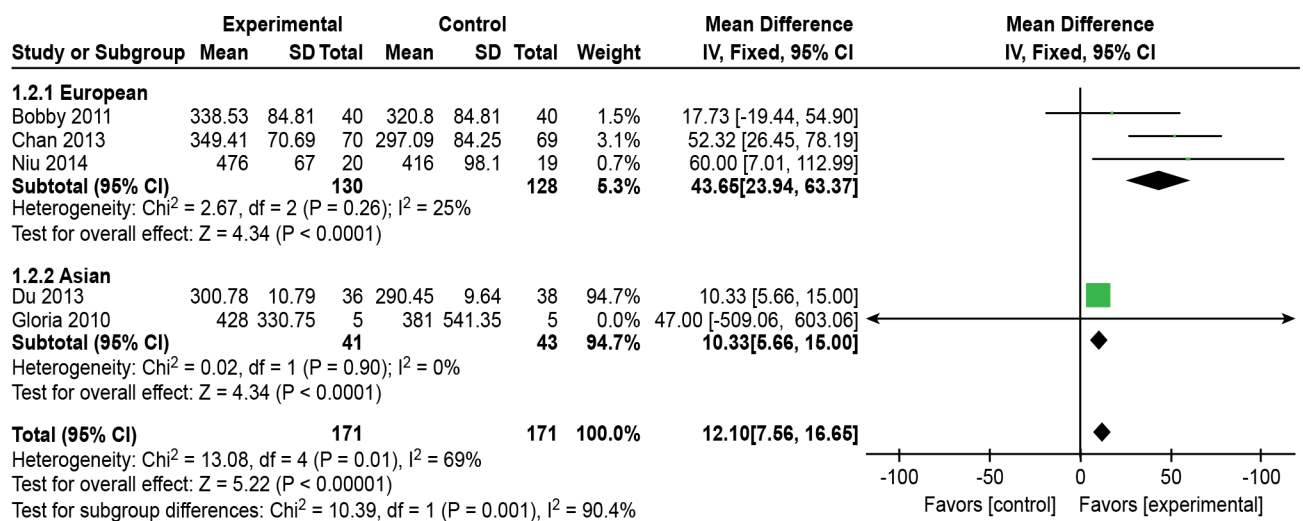 Experimental Control Mean Difference Mean Difference
Study or Subgroup Mean SD Total Mean SD Total Weight IV, Fixed, 95% CI IV, Fixed, 95% CI
1.2.1 European
Bobby 2011 338.53 84.81 40 320.8 84.81 40 1.5% 17.73 [-19.44, 54.90]
Chan 2013 349.41 70.69 70 297.09 84.25 69 3.1% 52.32 [26.45, 78.19]
Niu 2014 476 67 20 416 98.1 19 0.7% 60.00 [7.01, 112.99]
Subtotal (95% CI) 130 128 5.3% 43.65[23.94, 63.37]
Heterogeneity: Chi² = 2.67, df = 2 (P = 0.26); I² = 25%
Test for overall effect: Z = 4.34 (P < 0.0001)
1.2.2 Asian
Du 2013 300.78 10.79 36 290.45 9.64 38 94.7% 10.33 [5.66, 15.00]
Gloria 2010 428 330.75 5 381 541.35 5 0.0% 47.00 [-509.06, 603.06]
Subtotal (95% CI) 41 43 94.7% 10.33[5.66, 15.00]
Heterogeneity: Chi² = 0.02, df = 1 (P = 0.90); I² = 0%
Test for overall effect: Z = 4.34 (P < 0.0001)
Total (95% CI) 171 171 100.0% 12.10[7.56, 16.65]
Heterogeneity: Chi² = 13.08, df = 4 (P = 0.01), I² = 69%
Test for overall effect: Z = 5.22 (P < 0.00001)
Test for subgroup differences: Chi² = 10.39, df = 1 (P = 0.001), I² = 90.4%
-100 -50 0 50 -100
Favors [control] Favors [experimental]